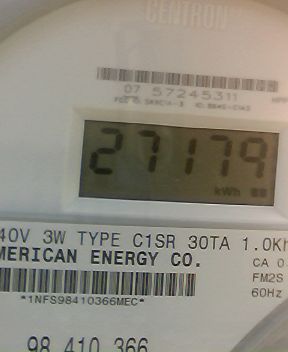 CENTRON
07 57245311
27179
kWh
40V 3W TYPE C1SR 30TA 1.0Kh
MERICAN ENERGY CO.
CA 0.
FM2S
*1NFS98410366MEC*
60Hz
98 410 366